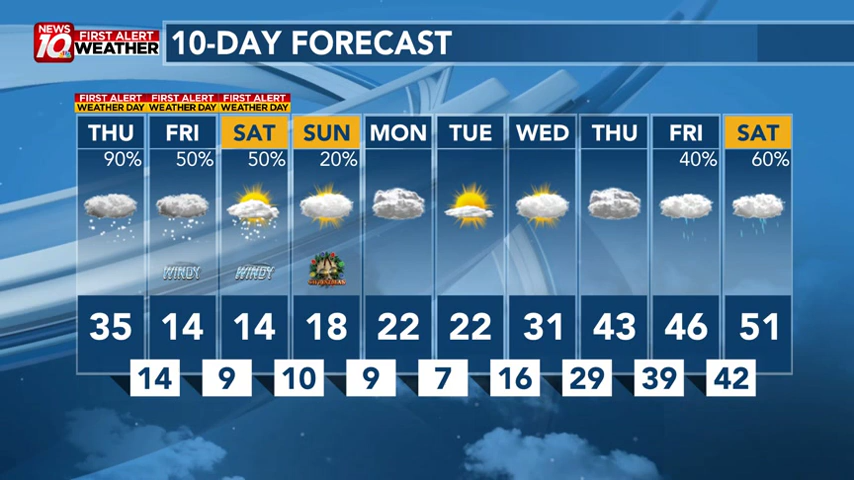 NEWS
10
NBC
FIRST ALERT
WEATHER
10-DAY FORECAST
FIRST ALERT FIRST ALERT FIRST ALERT
WEATHER DAY WEATHER DAY WEATHER DAY
THU FRI SAT SUN MON TUE WED THU FRI SAT
90% 50% 50% 20% 40% 60%
WINDY WINDY CHRISTMAS
35 14 14 18 22 22 31 43 46 51
14 9 10 9 7 16 29 39 42